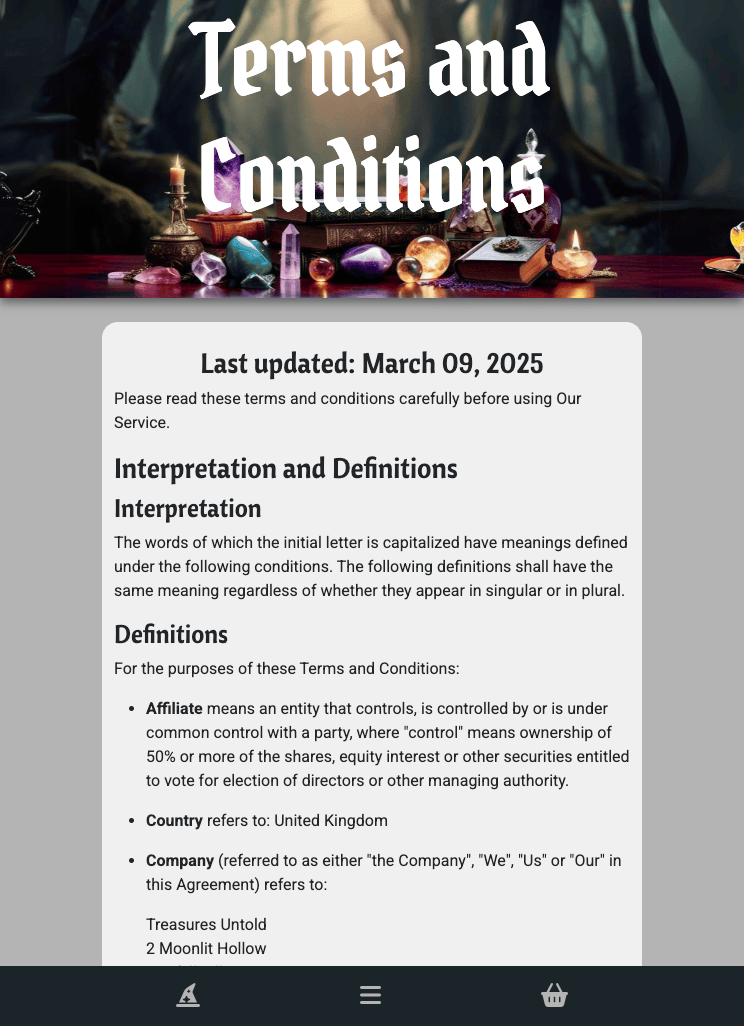 Terms and
Conditions
Last updated: March 09, 2025
Please read these terms and conditions carefully before using Our
Service.
Interpretation and Definitions
Interpretation
The words of which the initial letter is capitalized have meanings defined
under the following conditions. The following definitions shall have the
same meaning regardless of whether they appear in singular or in plural.
Definitions
For the purposes of these Terms and Conditions:
• Affiliate means an entity that controls, is controlled by or is under
common control with a party, where "control" means ownership of
50% or more of the shares, equity interest or other securities entitled
to vote for election of directors or other managing authority.
• Country refers to: United Kingdom
• Company (referred to as either "the Company", "We", "Us" or "Our" in
this Agreement) refers to:
Treasures Untold
2 Moonlit Hollow